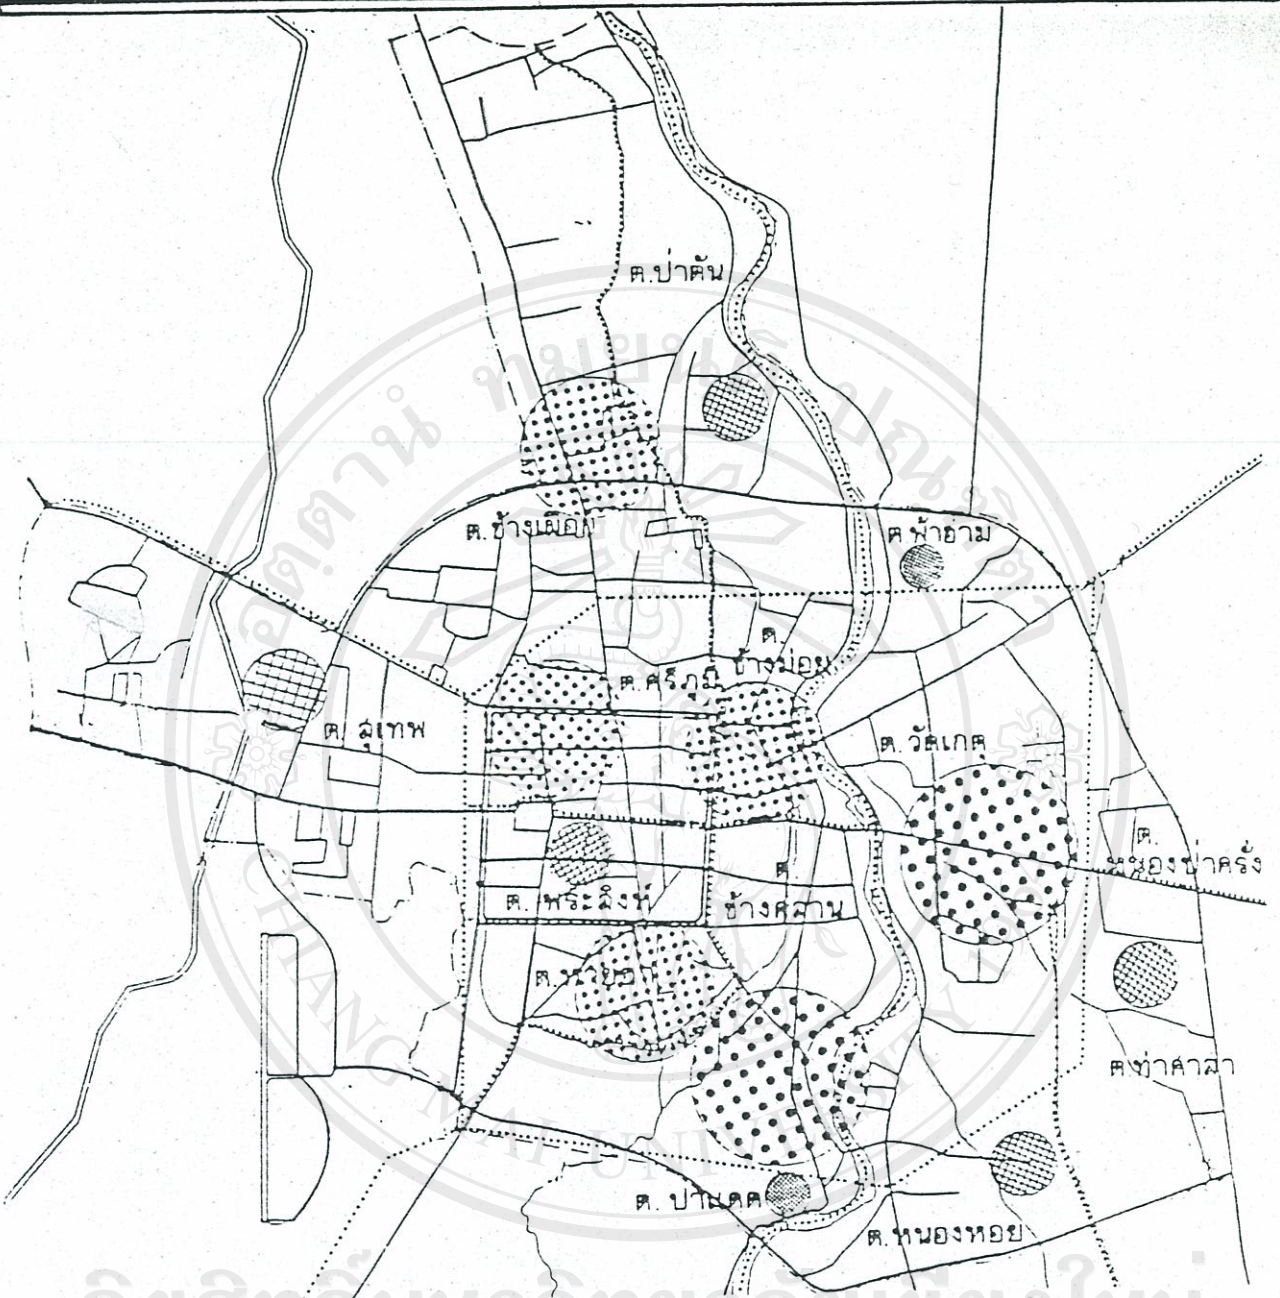 ต.ป่าตัน
ต.ช้างเผือก
ต.ฟ้าฮ่าม
ต.
ช้างม่อย
ต.ศรีภูมิ
ต. สุเทพ
ต.วัดเกต
ต.
หนองป่าครั่ง
ต.พระสิงห์
ต
ช้างคลาน
ต.หายยา
ต.ท่าศาลา
ต. ป่าแดด
ต.หนองหอย
CHIANG MAI UNIVERSITY